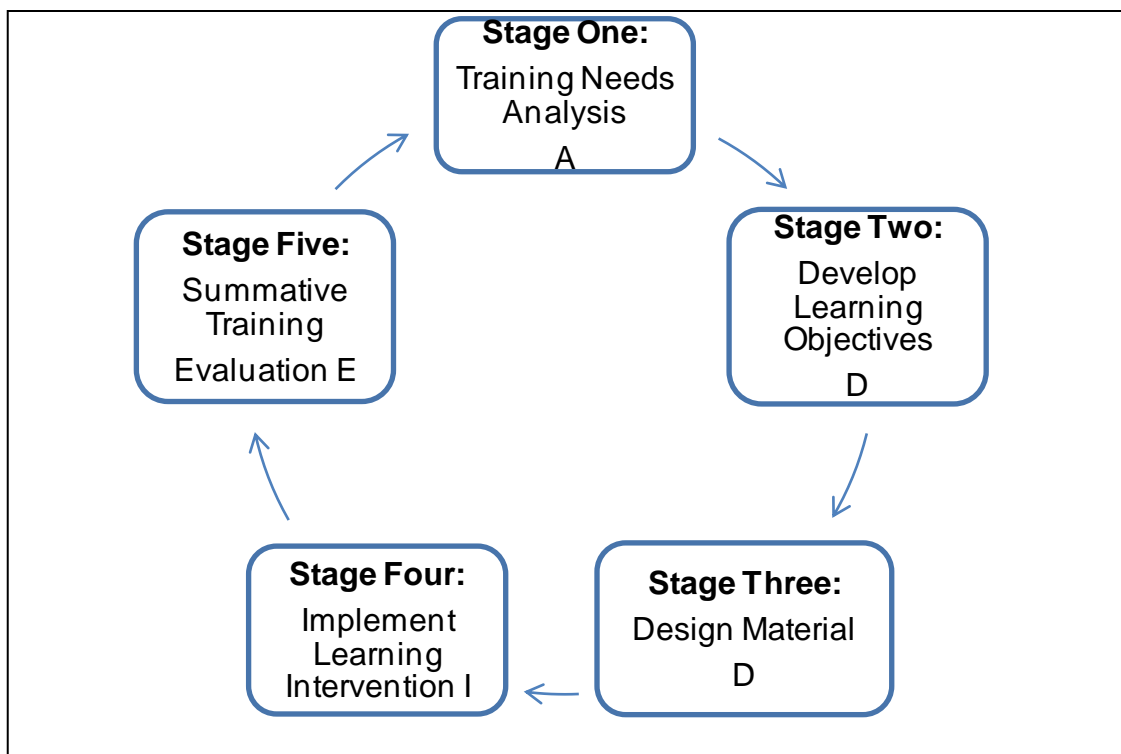 Stage One:
Training Needs
Analysis
A
Stage Two:
Develop
Learning
Objectives
D
Stage Three:
Design Material
D
Stage Four:
Implement
Learning
Intervention I
Stage Five:
Summative
Training
Evaluation E